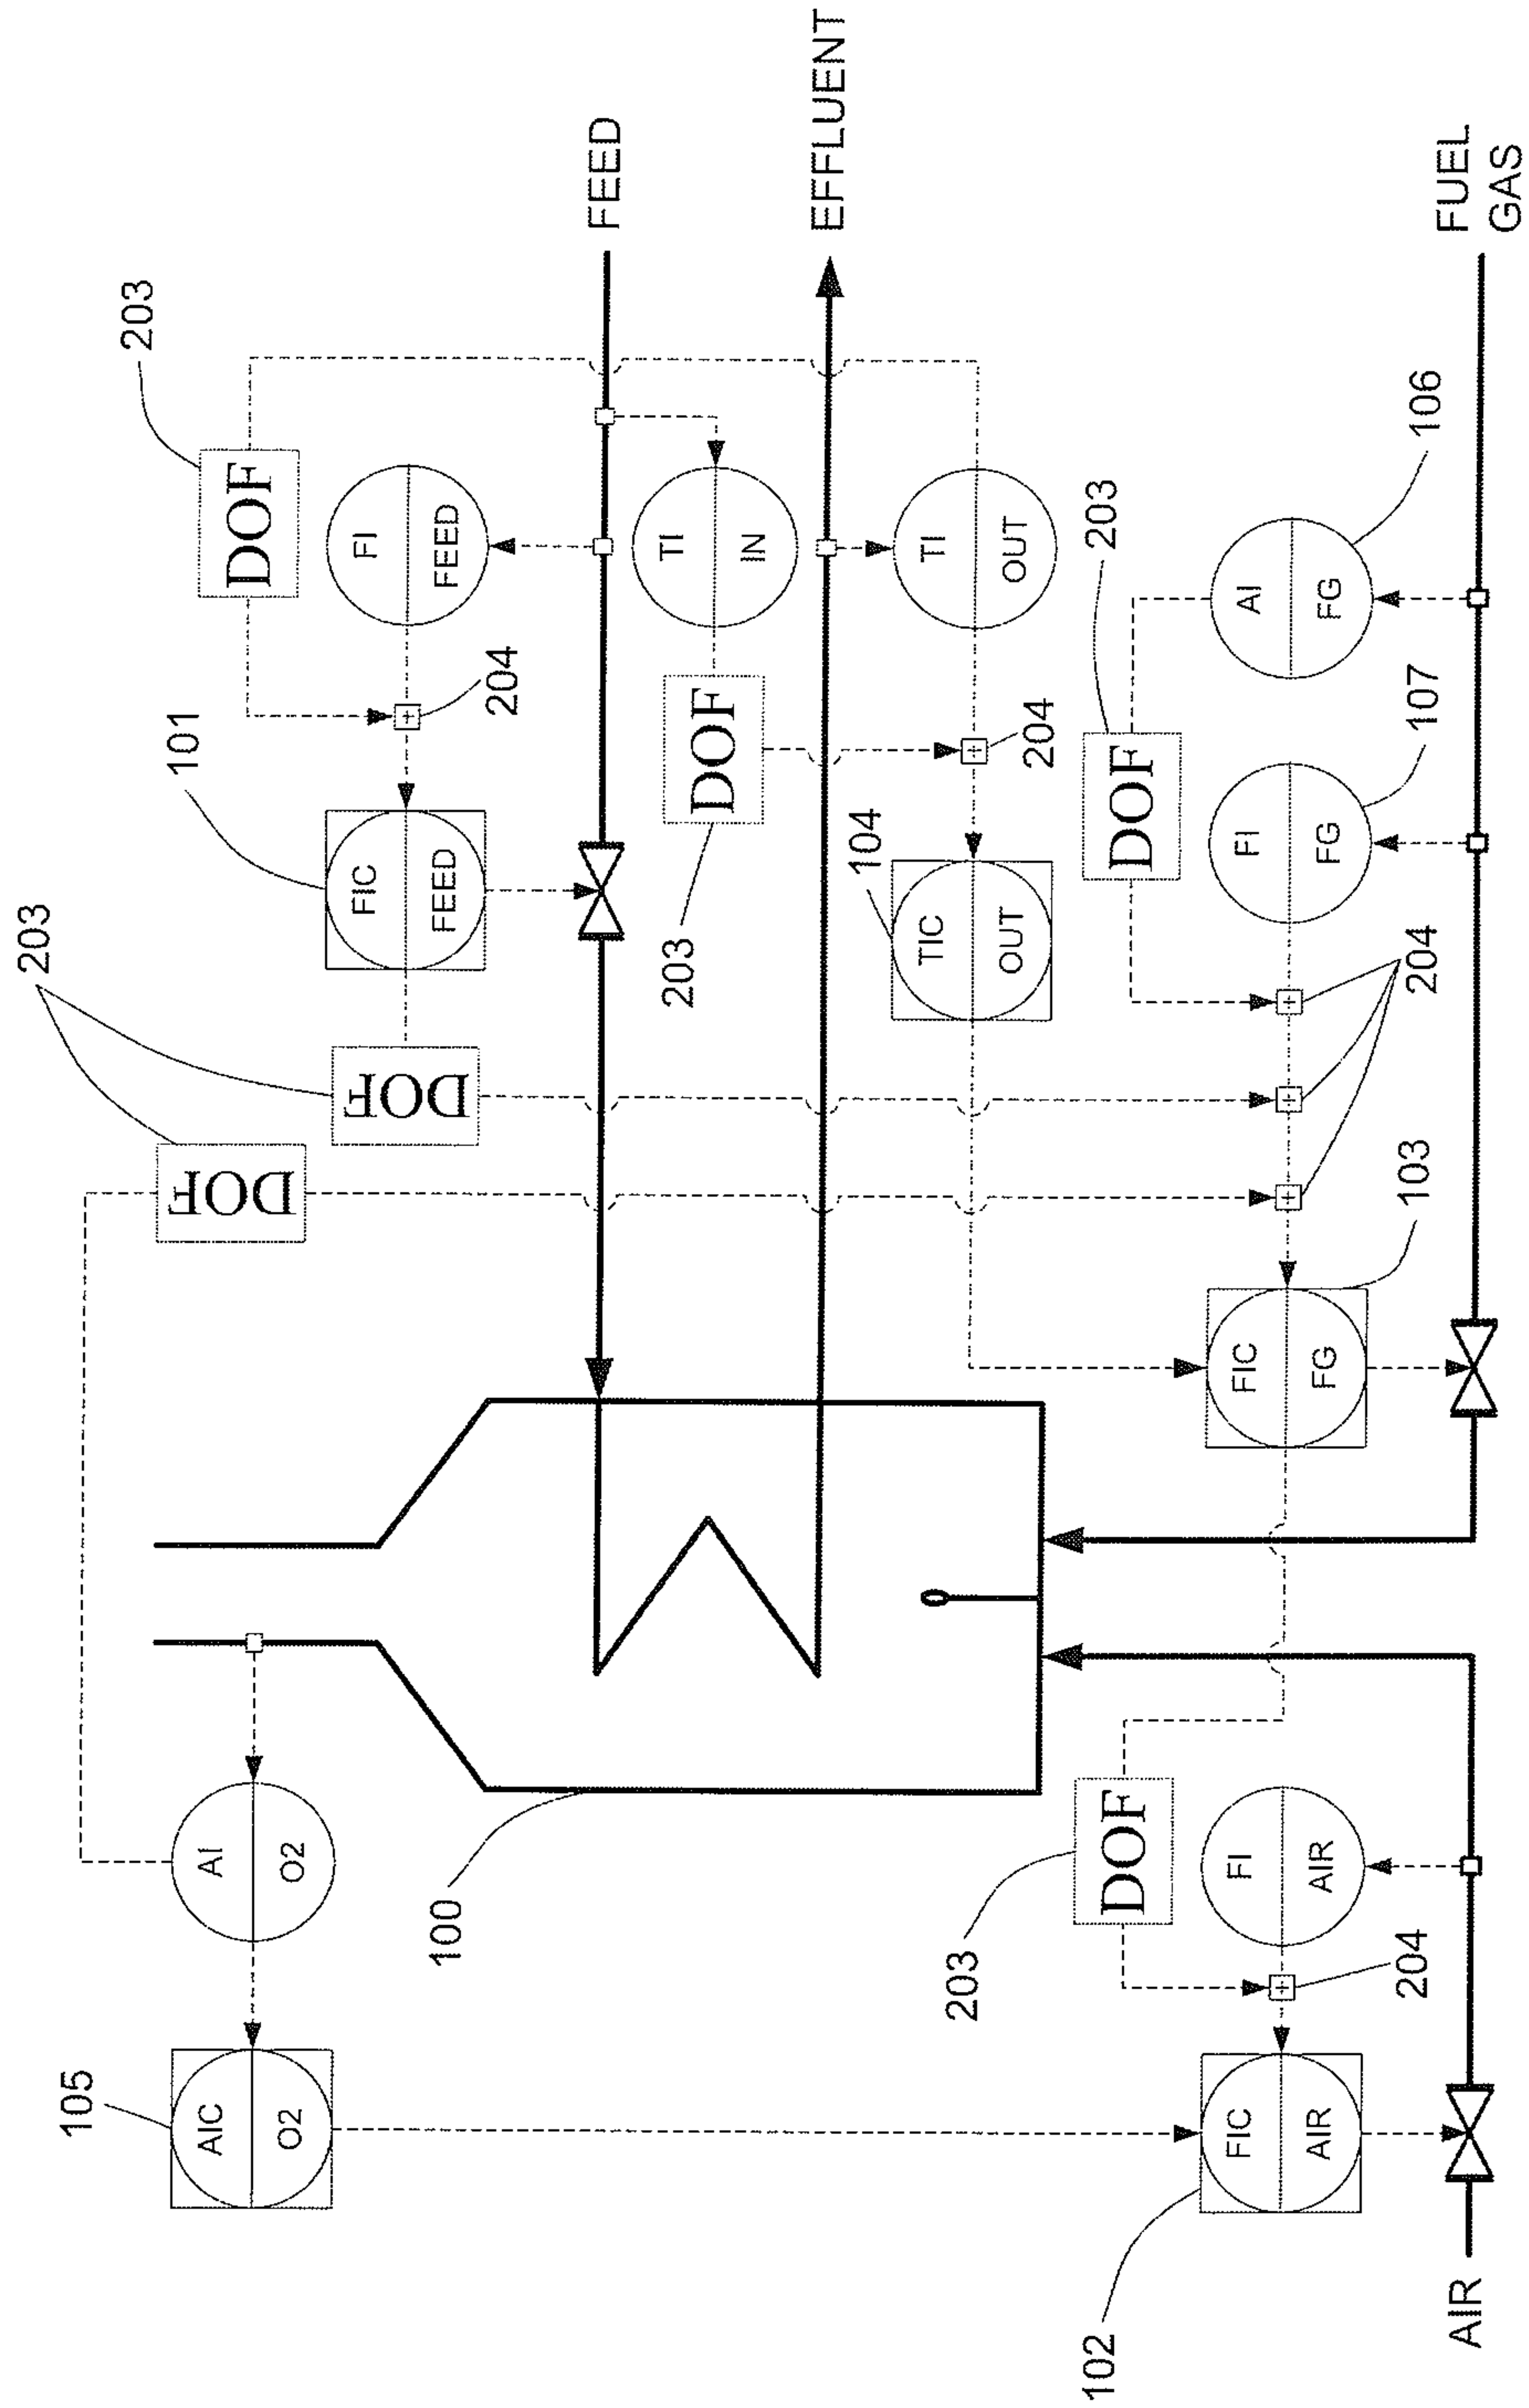 203
DOF
FI
FEED
FEED
101
204
FIC
FEED
203
DOF
DOF
TI
IN
DOF
203
EFFLUENT
TI
OUT
204
104
TIC
OUT
203
DOF
AI
FG
106
FI
FG
107
204
FIC
FG
103
FUEL
GAS
AI
O2
AIC
O2
105
100
DOF
203
FI
AIR
204
FIC
AIR
102
AIR